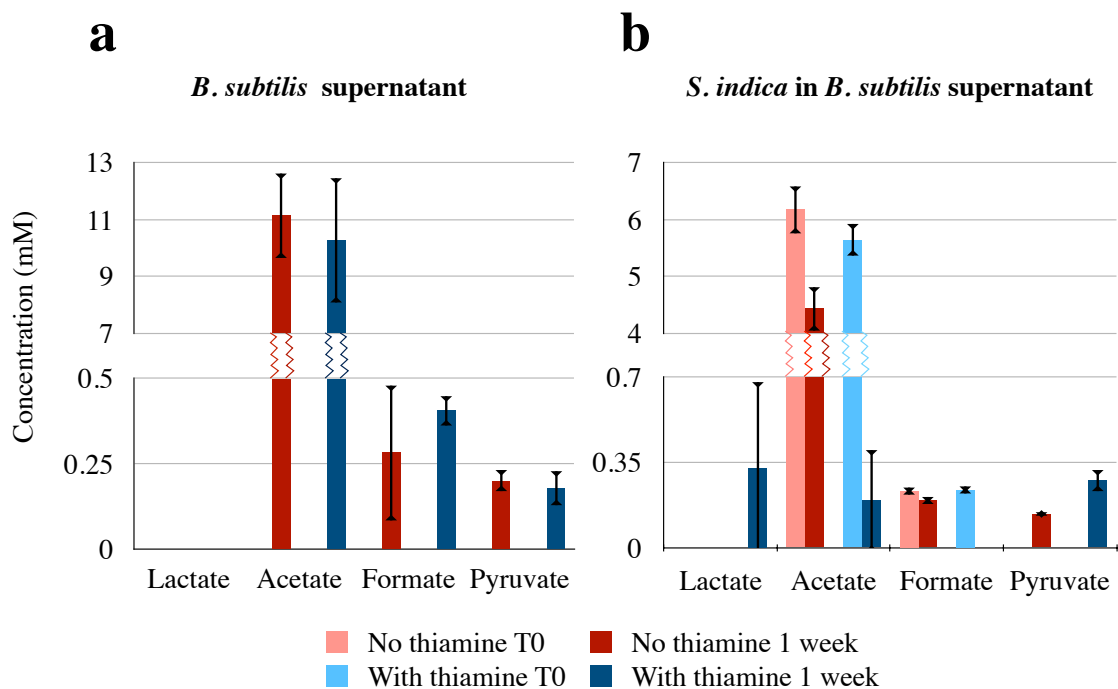 a
b
B. subtilis supernatant
S. indica in B. subtilis supernatant
Concentration (mM)
13
11
9
7
0.5
0.25
0
Lactate Acetate Formate Pyruvate
7
6
5
4
0.7
0.35
0
Lactate Acetate Formate Pyruvate
No thiamine T0
No thiamine 1 week
With thiamine T0
With thiamine 1 week